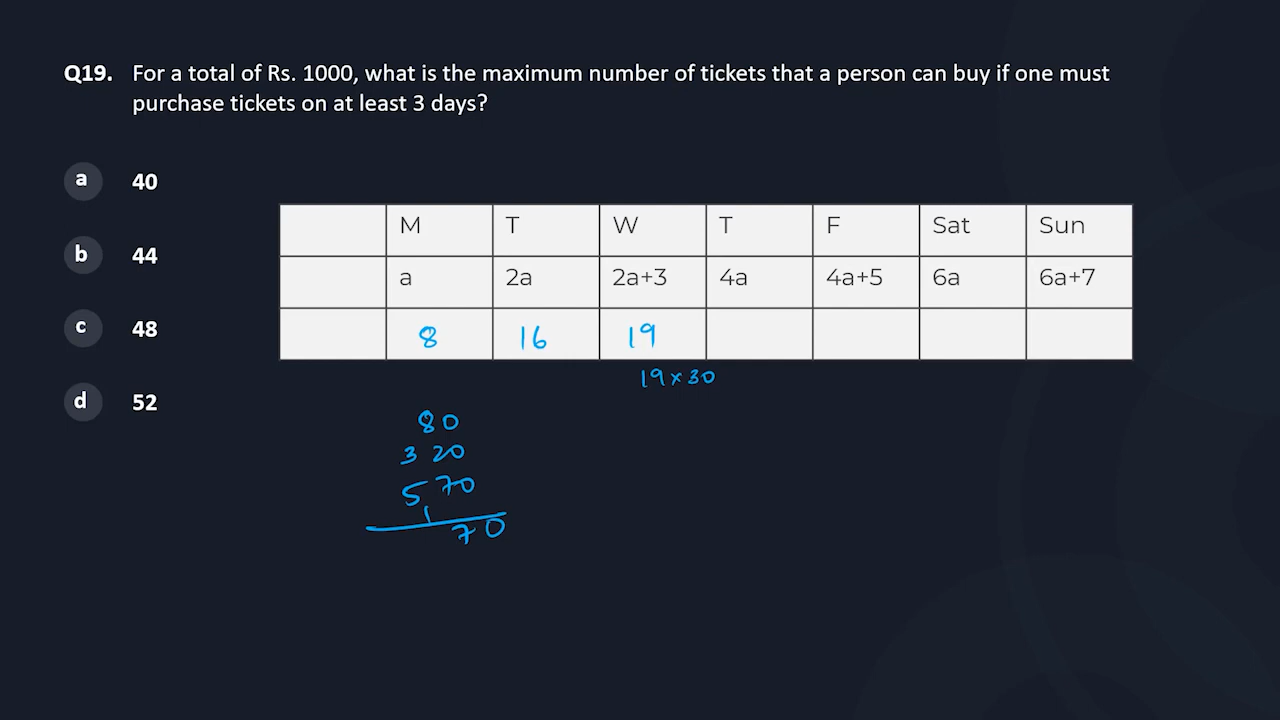 Q19. For a total of Rs. 1000, what is the maximum number of tickets that a person can buy if one must
purchase tickets on at least 3 days?
a 40
b 44
c 48
d 52
M T W T F Sat Sun
a 2a 2a+3 4a 4a+5 6a 6a+7
8 16 19
19×30
80
320
570
1
70